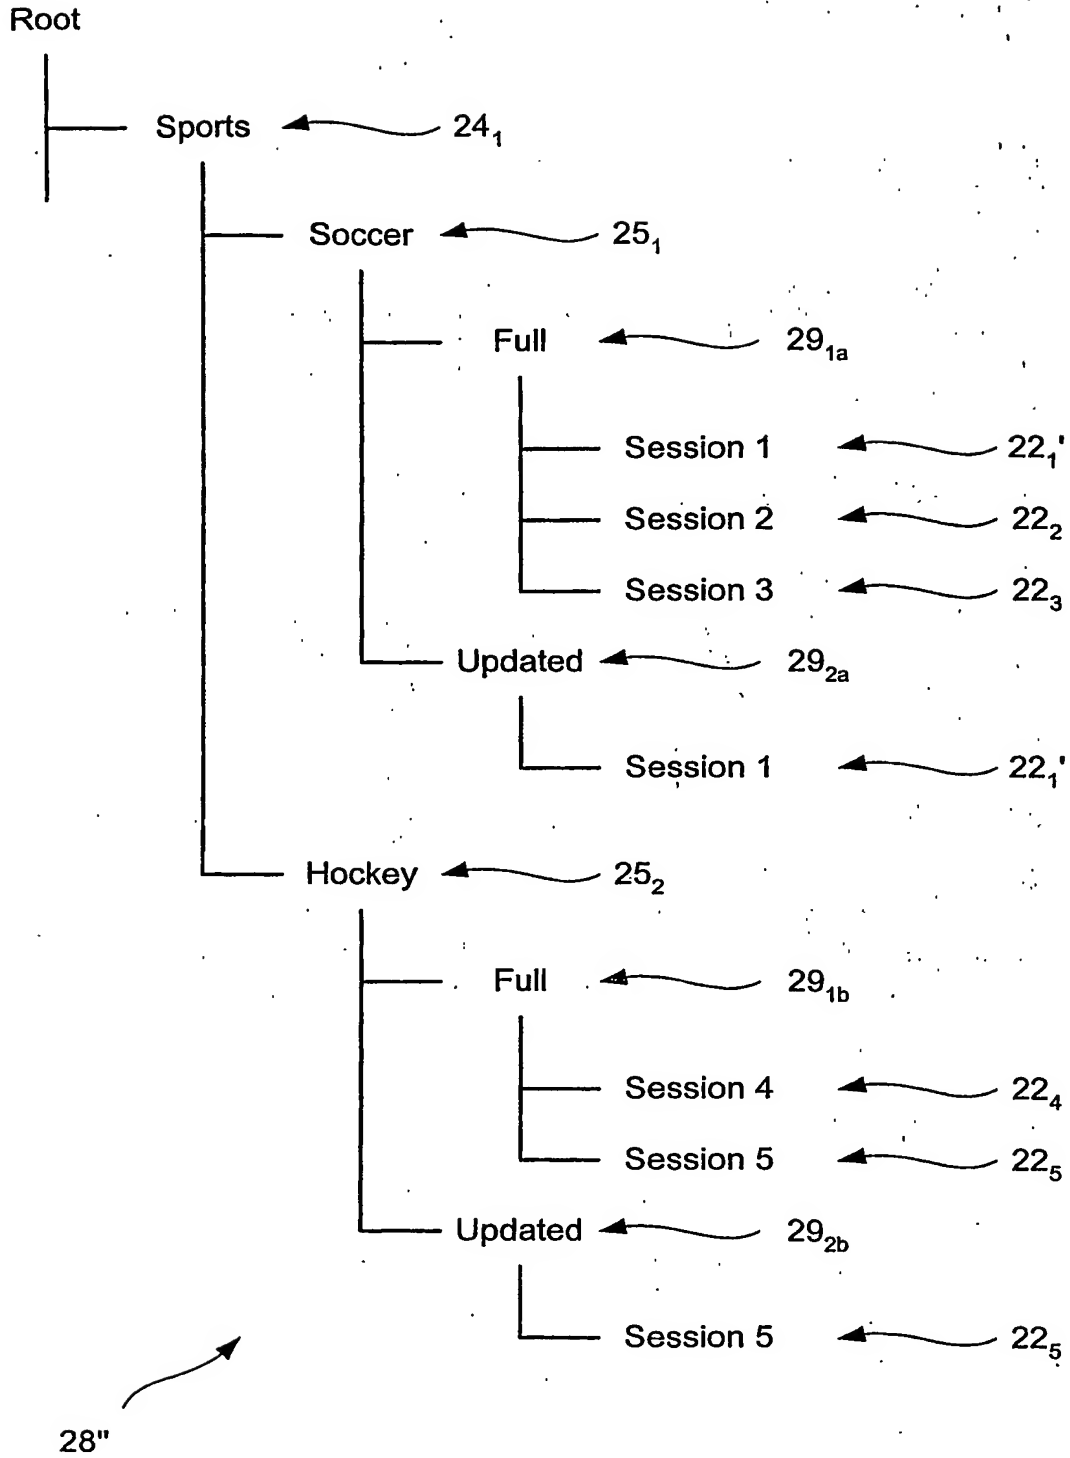 Root
Sports 24₁
Soccer 25₁
Full 29₁ₐ
Session 1 22₁'
Session 2 22₂
Session 3 22₃
Updated 29₂ₐ
Session 1 22₁'
Hockey 25₂
Full 29₁b
Session 4 22₄
Session 5 22₅
Updated 29₂b
Session 5 22₅
28"